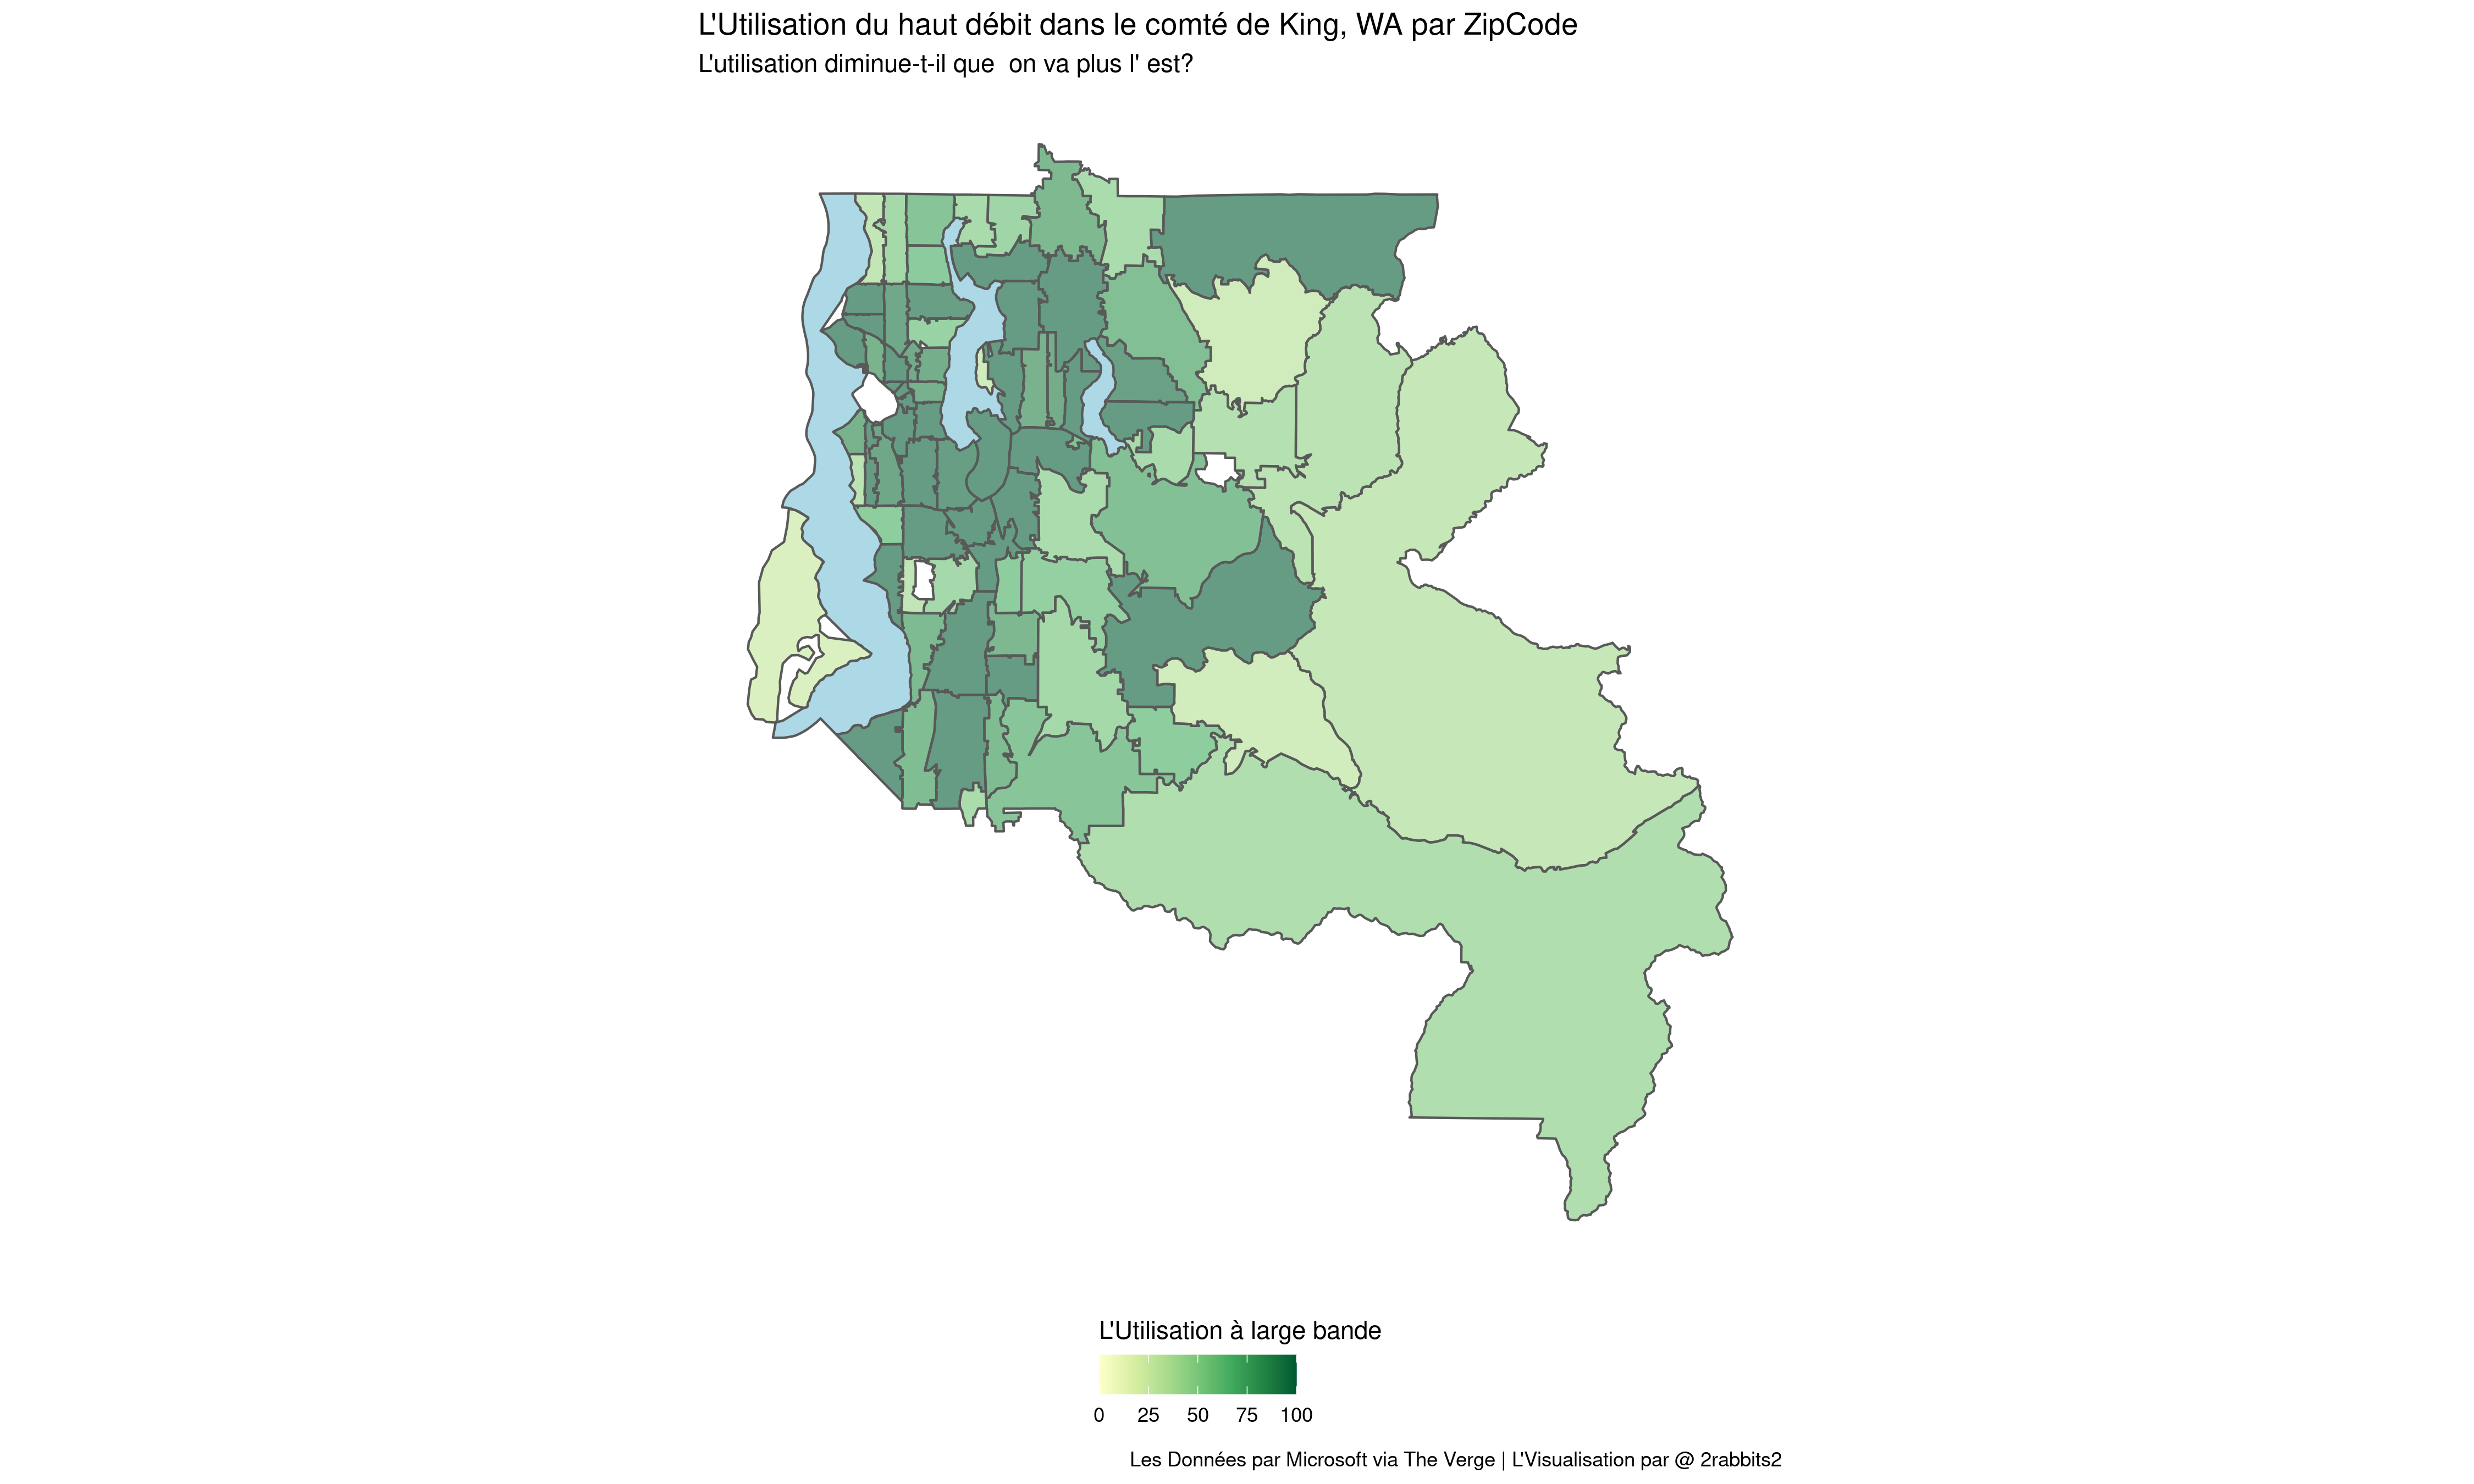 L'Utilisation du haut débit dans le comté de King, WA par ZipCode
L'utilisation diminue-t-il que  on va plus l' est?
L'Utilisation à large bande
0 25 50 75 100
Les Données par Microsoft via The Verge | L'Visualisation par @ 2rabbits2